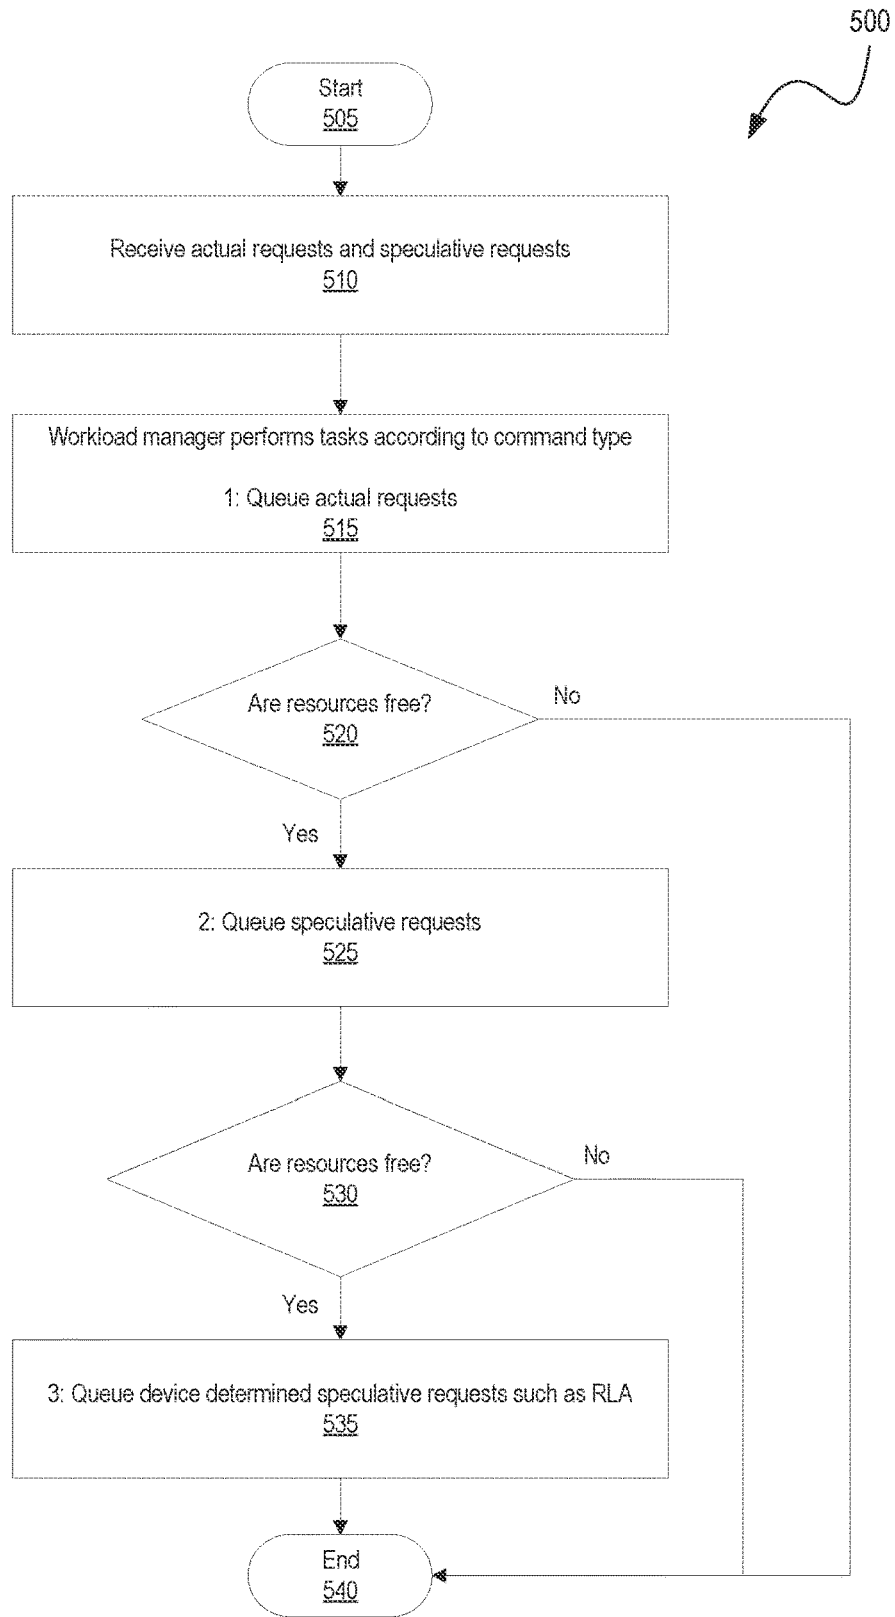 500
Start
505
Receive actual requests and speculative requests
510
Workload manager performs tasks according to command type
1: Queue actual requests
515
Are resources free?
520
No
Yes
2: Queue speculative requests
525
Are resources free?
530
No
Yes
3: Queue device determined speculative requests such as RLA
535
End
540